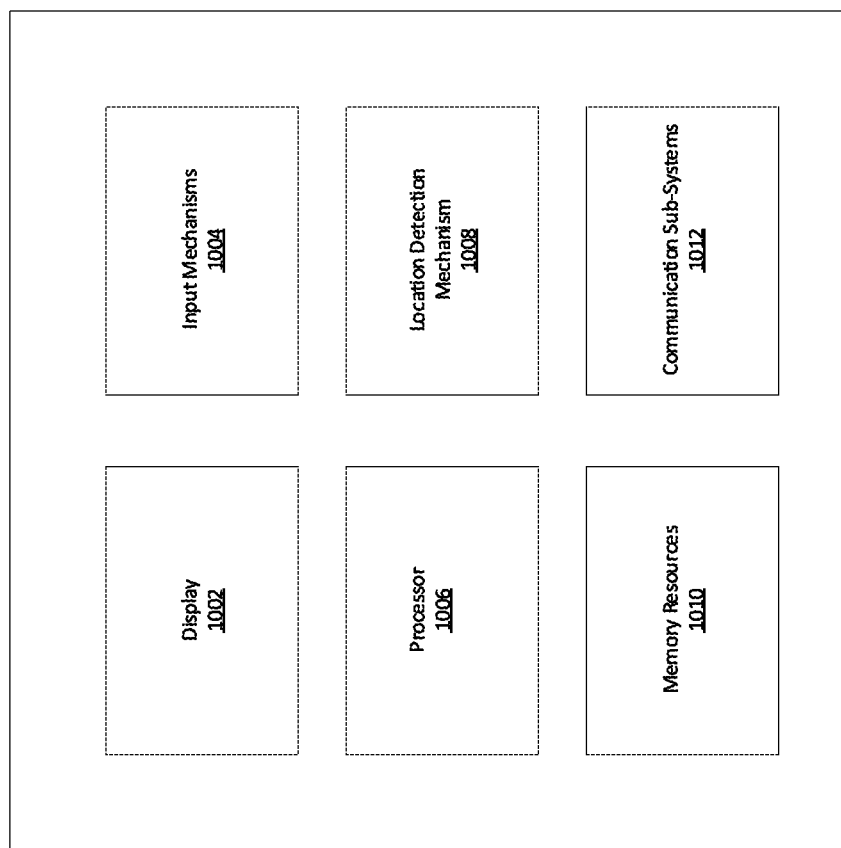 Display
1002
Input Mechanisms
1004
Processor
1006
Location Detection
Mechanism
1008
Memory Resources
1010
Communication Sub-Systems
1012